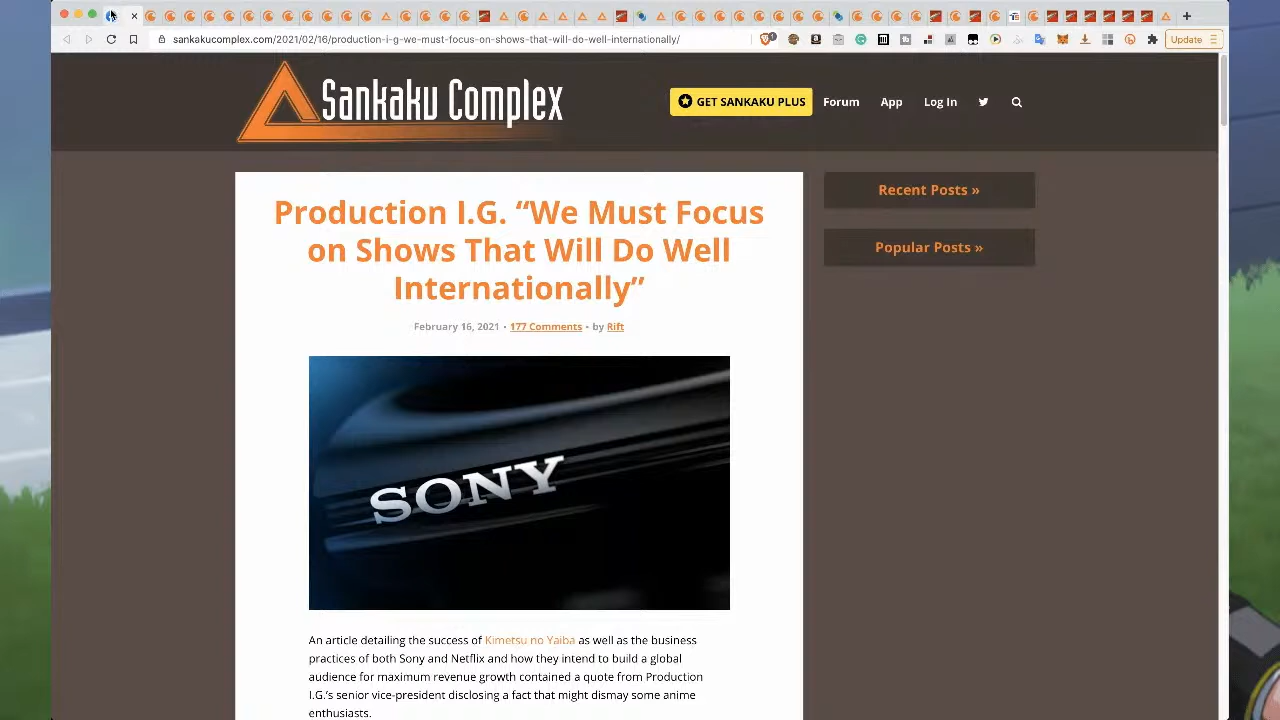 sankakucomplex.com/2021/02/16/production-i-g-we-must-focus-on-shows-that-will-do-well-internationally/
Update
Sankaku Complex
GET SANKAKU PLUS
Forum
App
Log In
Production I.G. “We Must Focus
on Shows That Will Do Well
Internationally”
February 16, 2021 • 177 Comments • by Rift
SONY
An article detailing the success of Kimetsu no Yaiba as well as the business
practices of both Sony and Netflix and how they intend to build a global
audience for maximum revenue growth contained a quote from Production
I.G.’s senior vice-president disclosing a fact that might dismay some anime
enthusiasts.
Recent Posts »
Popular Posts »